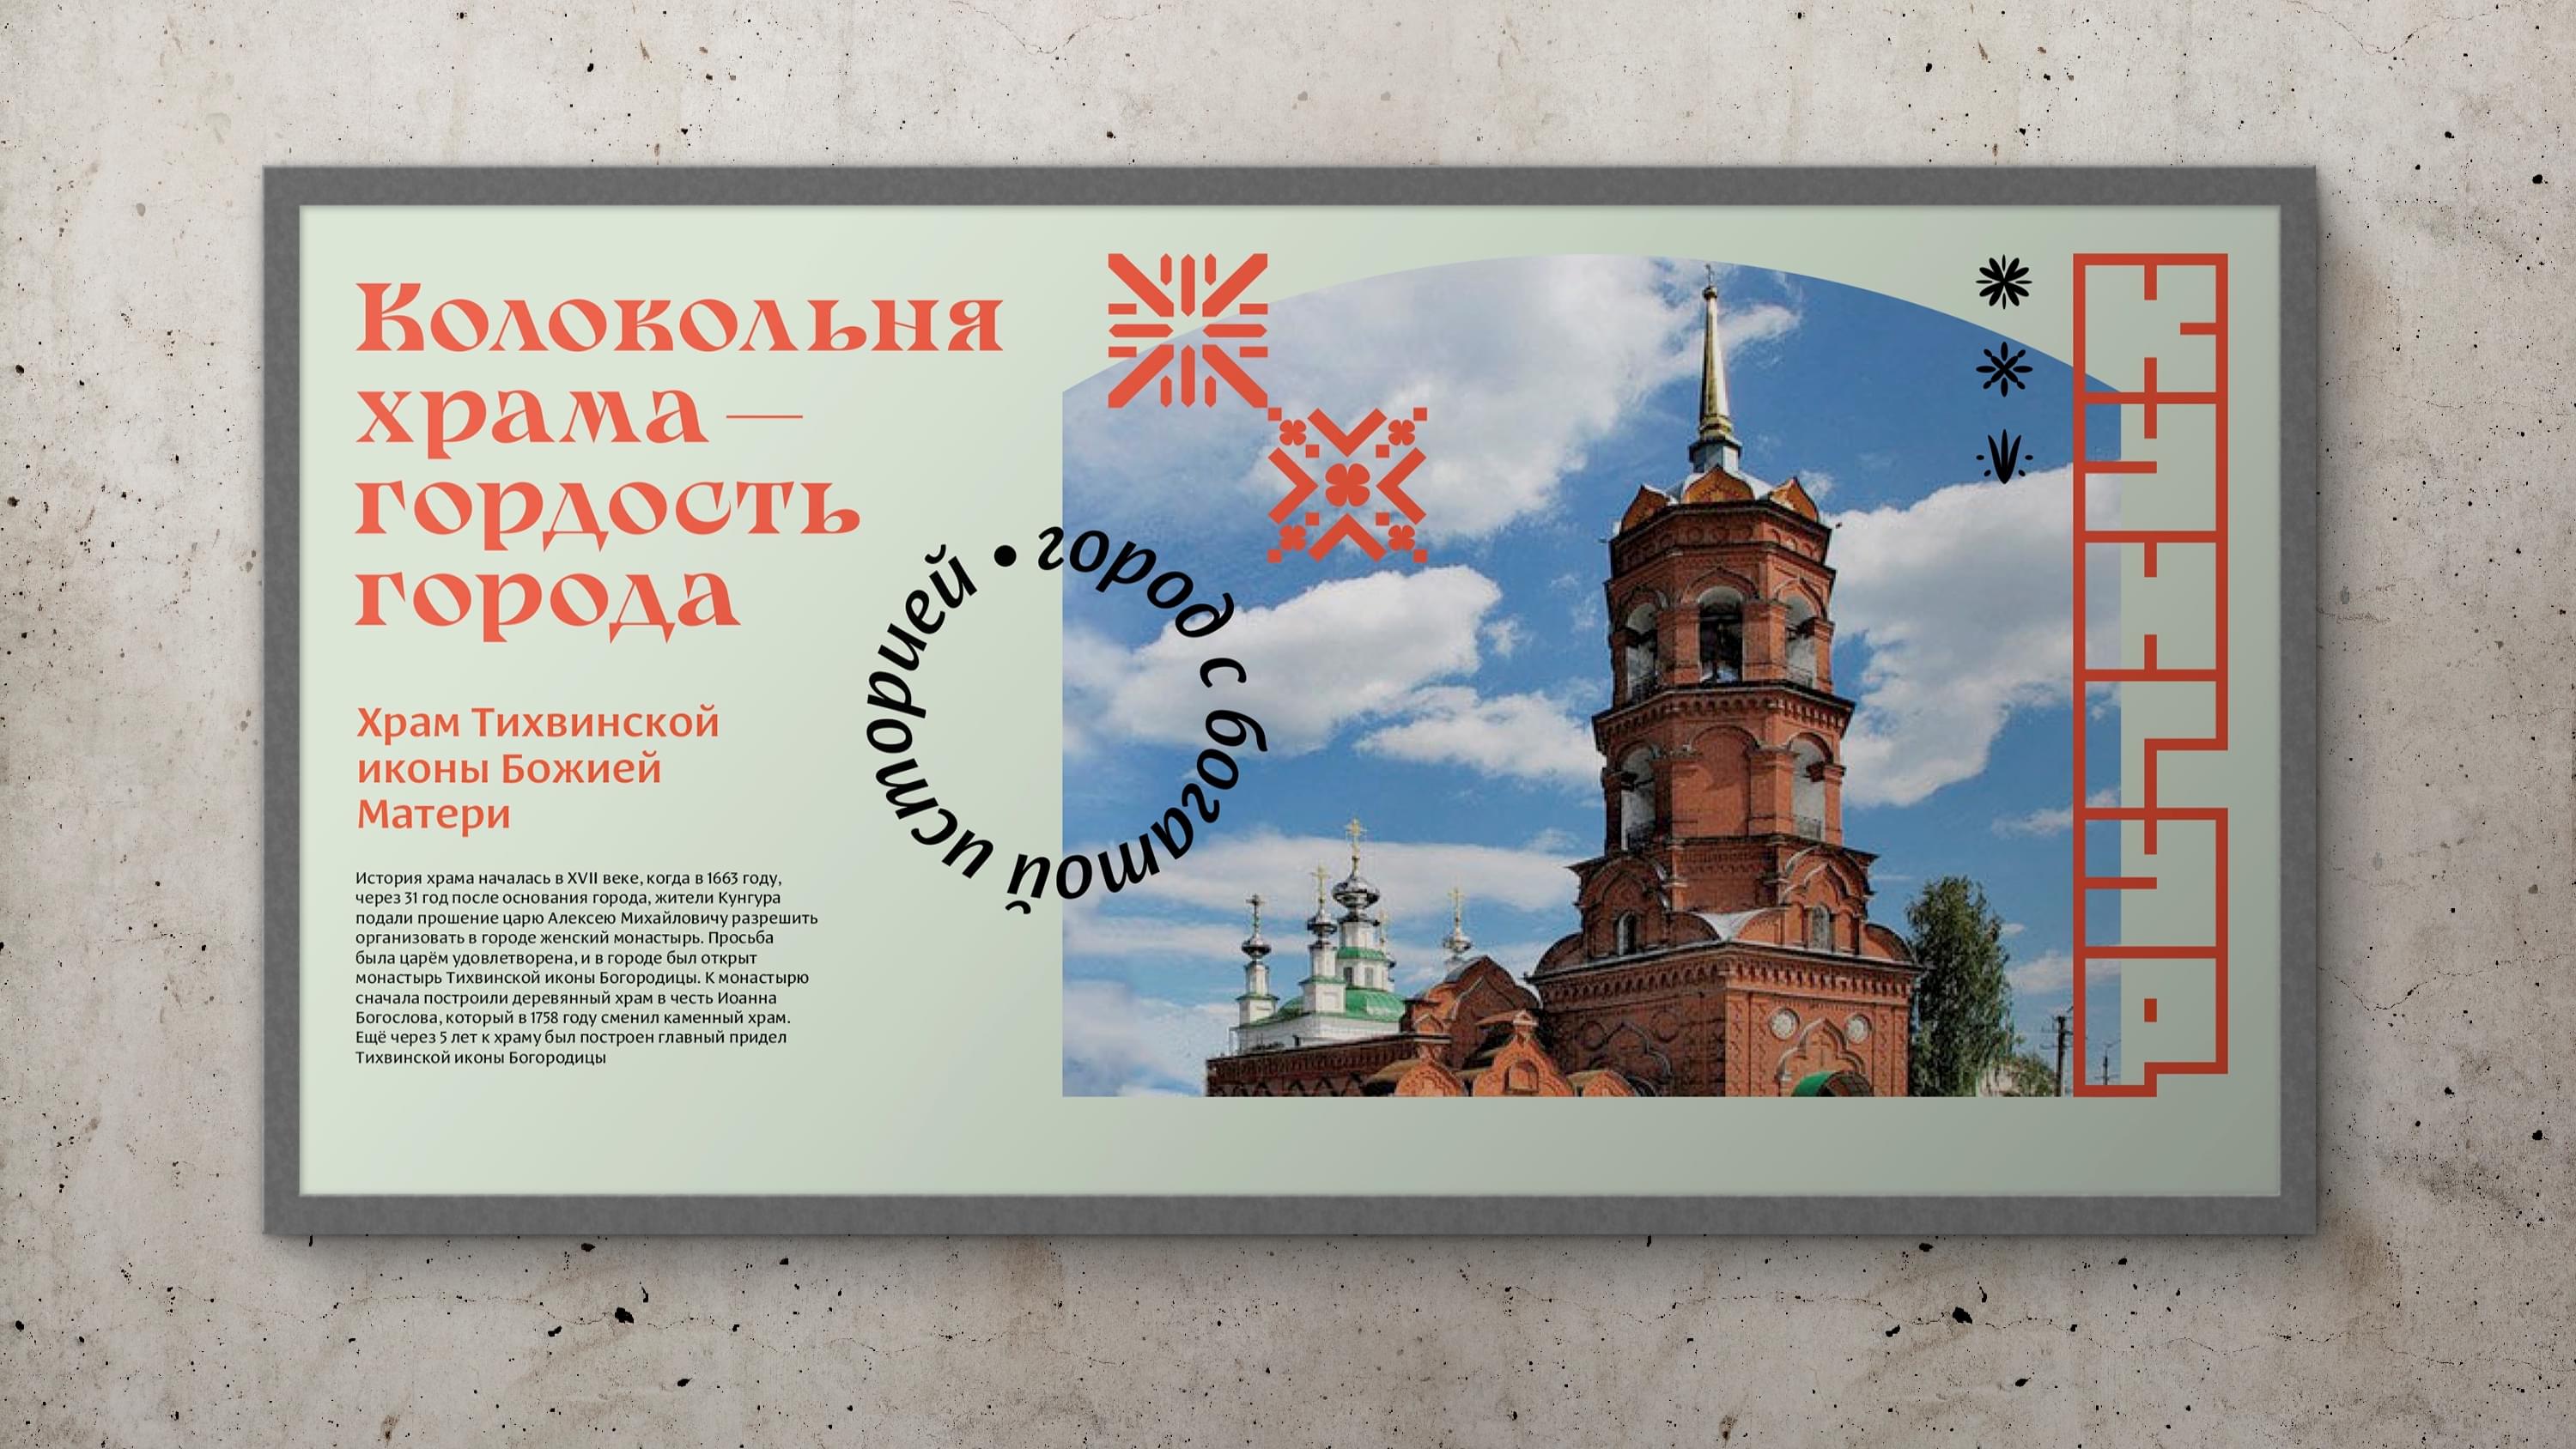 Колокольня
храма —
гордость
города
Храм Тихвинской
иконы Божией
Матери
История храма началась в XVII веке, когда в 1663 году,
через 31 год после основания города, жители Кунгура
подали прошение царю Алексею Михайловичу разрешить
организовать в городе женский монастырь. Просьба
была царём удовлетворена, и в городе был открыт
монастырь Тихвинской иконы Богородицы. К монастырю
сначала построили деревянный храм в честь Иоанна
Богослова, который в 1758 году сменил каменный храм.
Ещё через 5 лет к храму был построен главный придел
Тихвинской иконы Богородицы
город с богатой историей •
КУНГУР